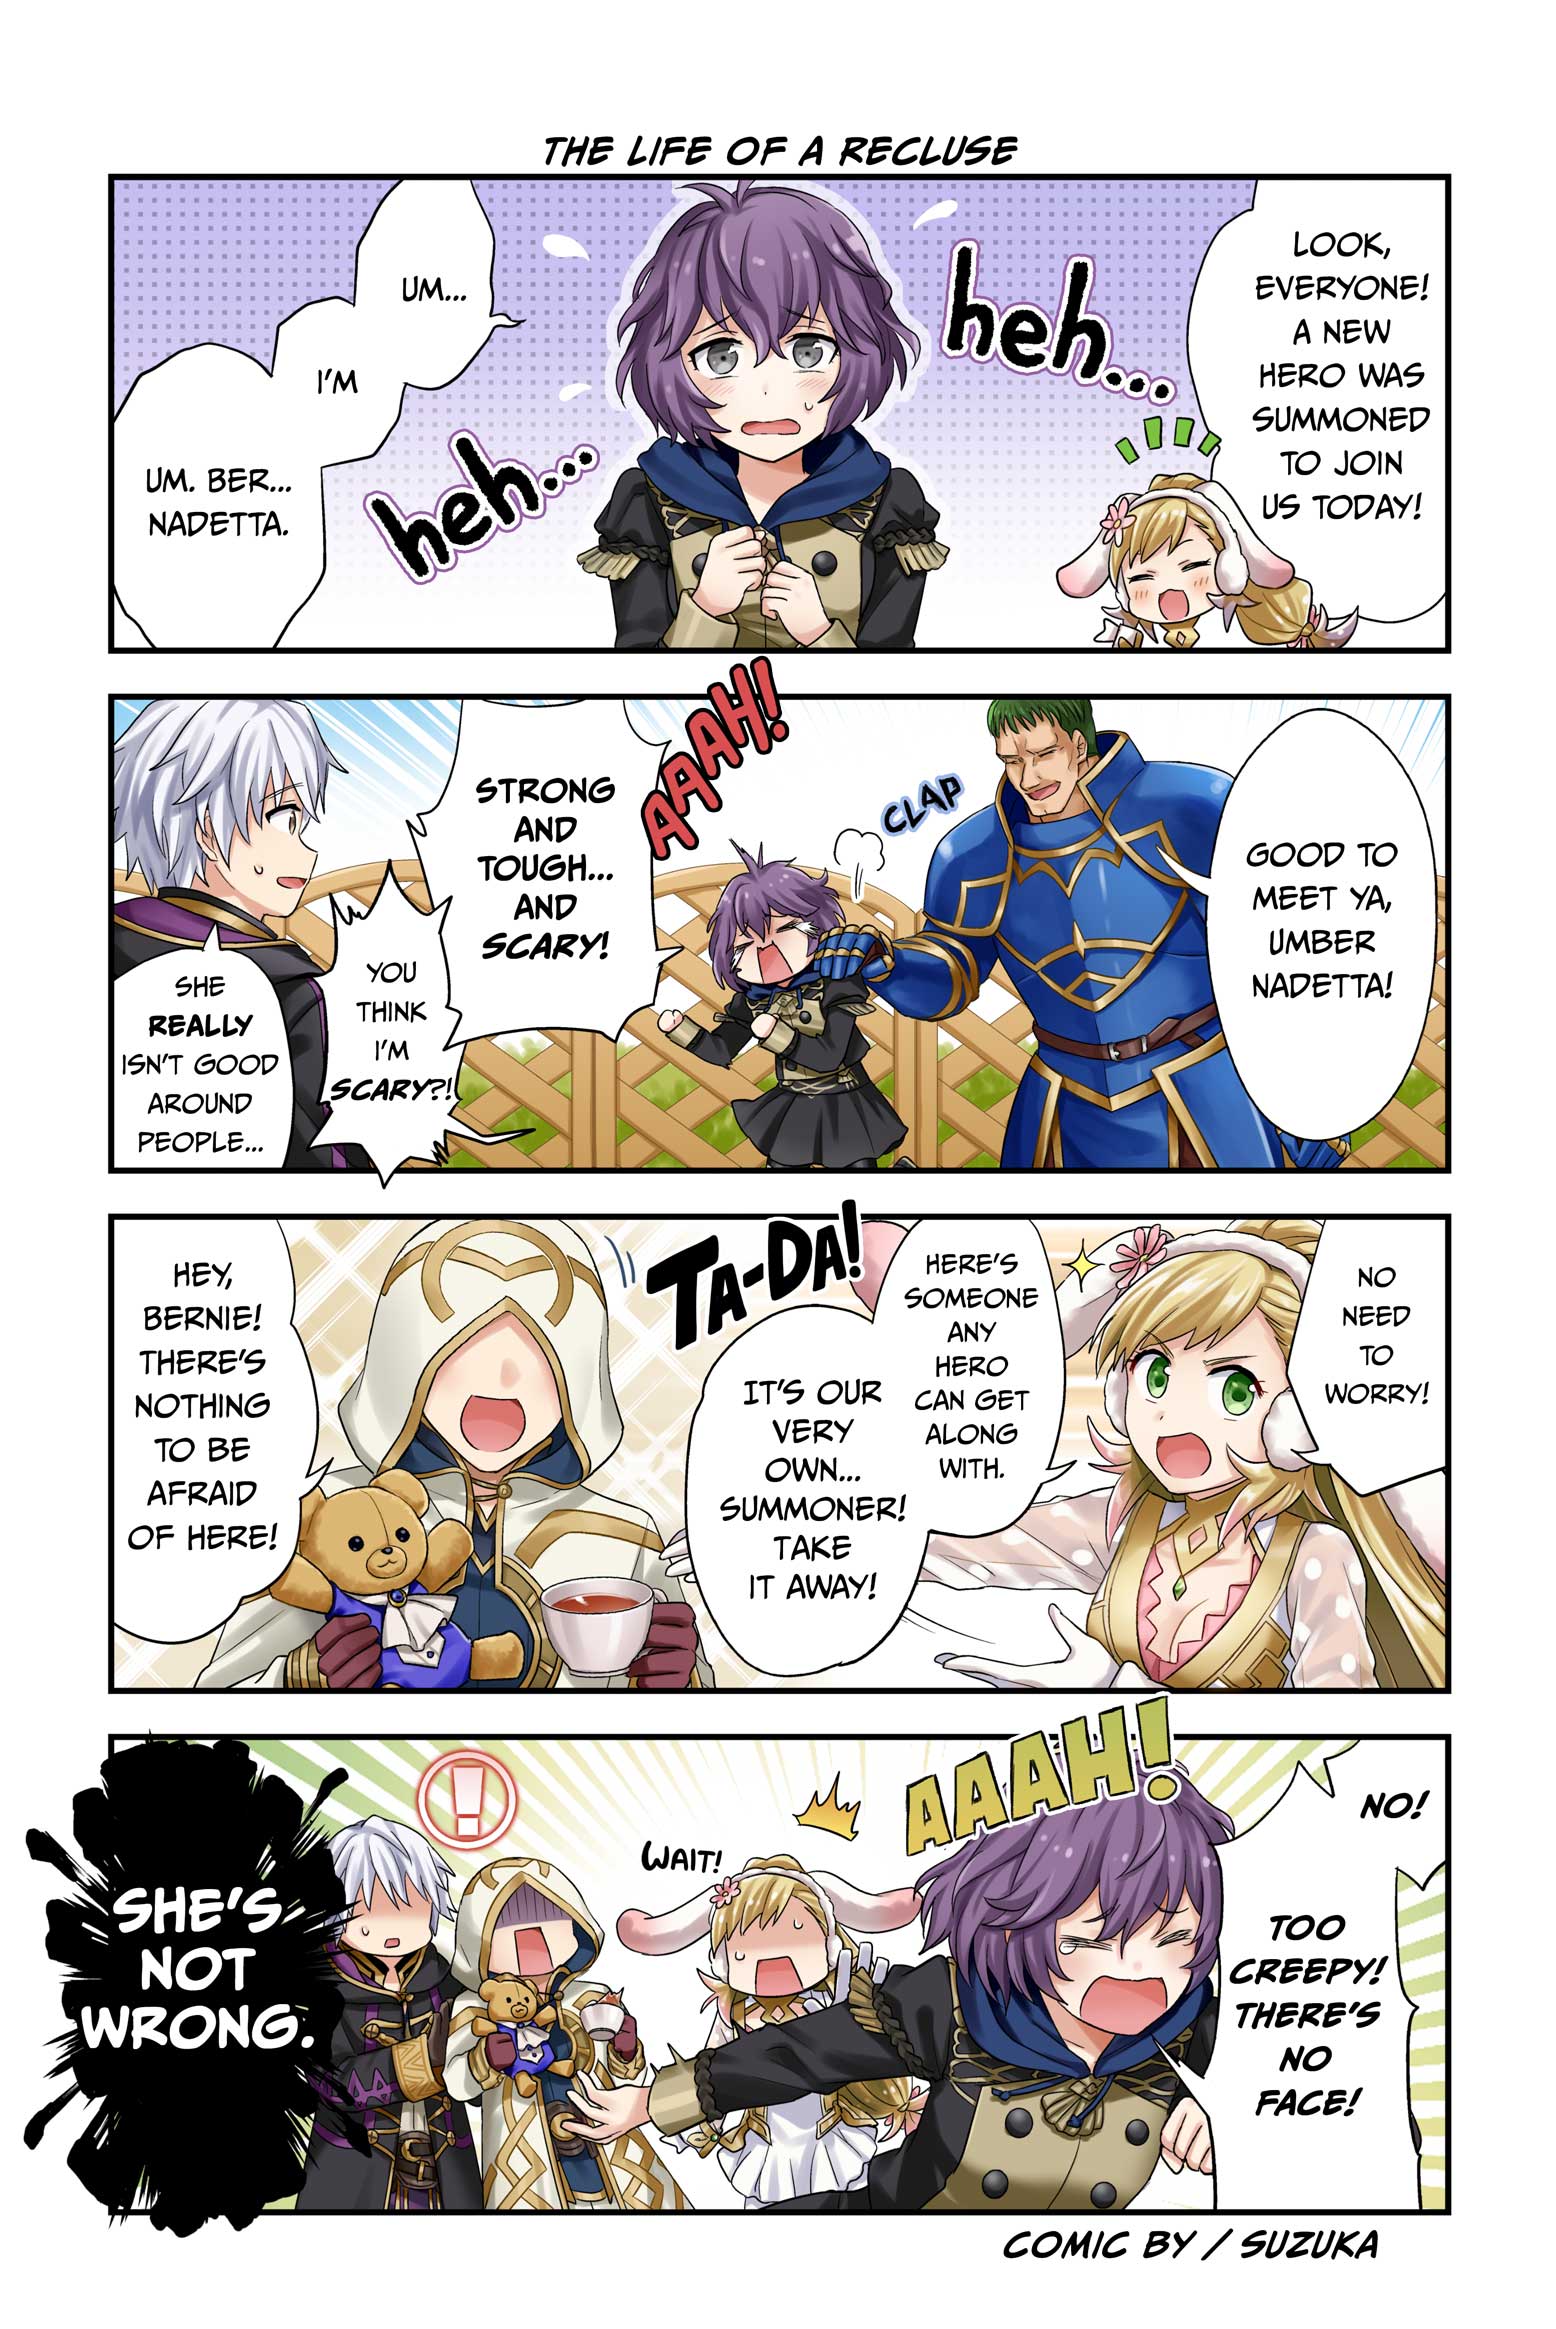 THE LIFE OF A RECLUSE
LOOK,
EVERYONE!
A NEW
HERO WAS
SUMMONED
TO JOIN
US TODAY!
heh...
heh...
UM...
I'M
UM. BER...
NADETTA.
GOOD TO
MEET YA,
UMBER
NADETTA!
CLAP
AAAH!
STRONG
AND
TOUGH...
AND
SCARY!
YOU
THINK
I'M
SCARY?!
SHE
REALLY
ISN'T GOOD
AROUND
PEOPLE...
NO
NEED
TO
WORRY!
HERE'S
SOMEONE
ANY
HERO
CAN GET
ALONG
WITH.
IT'S OUR
VERY
OWN...
SUMMONER!
TAKE
IT AWAY!
TA-DA!
HEY,
BERNIE!
THERE'S
NOTHING
TO BE
AFRAID
OF HERE!
NO!
AAAH!
TOO
CREEPY!
THERE'S
NO
FACE!
WAIT!
!
SHE'S
NOT
WRONG.
COMIC BY / SUZUKA